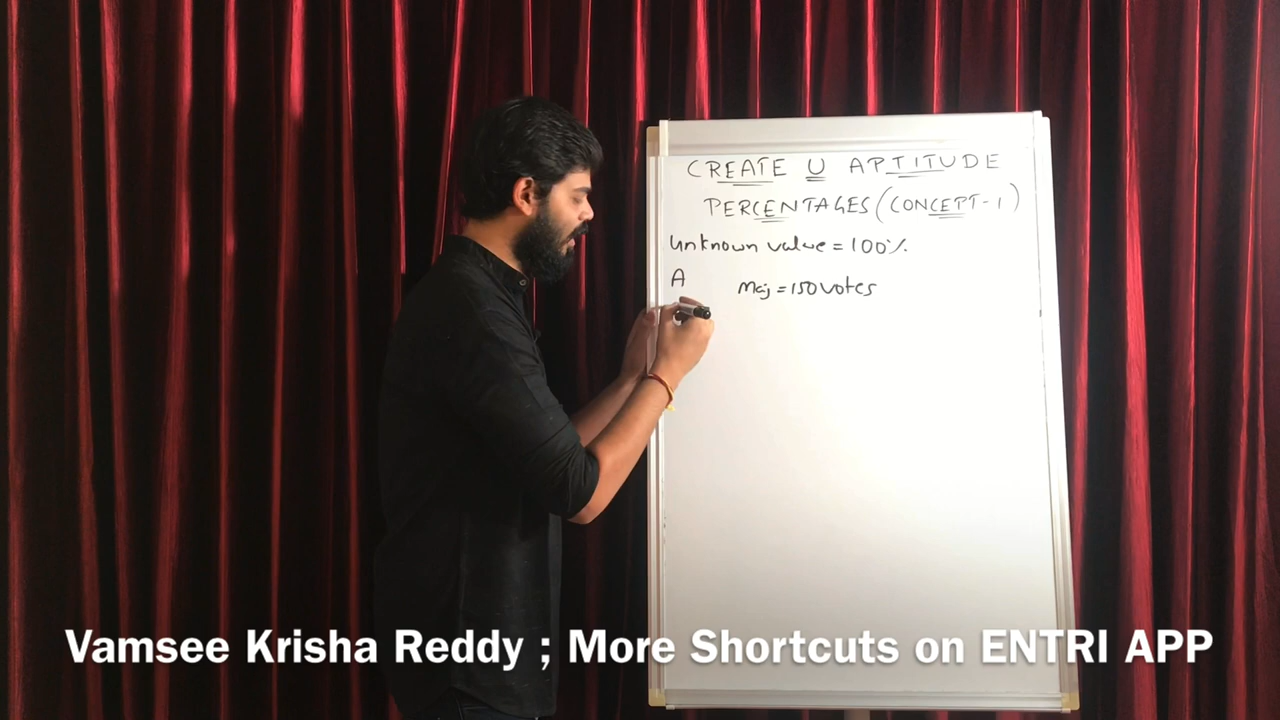 CREATE U APTITUDE
PERCENTAGES (CONCEPT-1)
Unknown value = 100%
A
Maj = 150 votes
Vamsee Krisha Reddy ; More Shortcuts on ENTRI APP